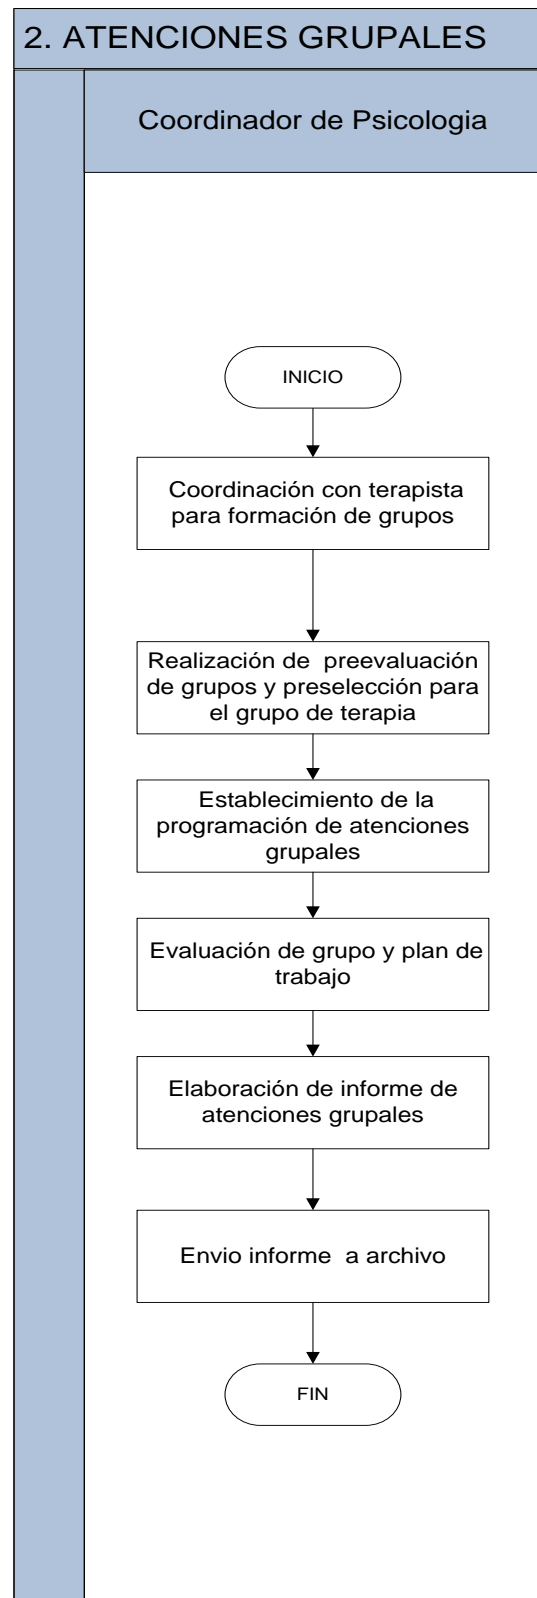 2. ATENCIONES GRUPALES
Coordinador de Psicologia
INICIO
Coordinación con terapista
para formación de grupos
Realización de  preevaluación
de grupos y preselección para
el grupo de terapia
Establecimiento de la
programación de atenciones
grupales
Evaluación de grupo y plan de
trabajo
Elaboración de informe de
atenciones grupales
Envio informe  a archivo
FIN